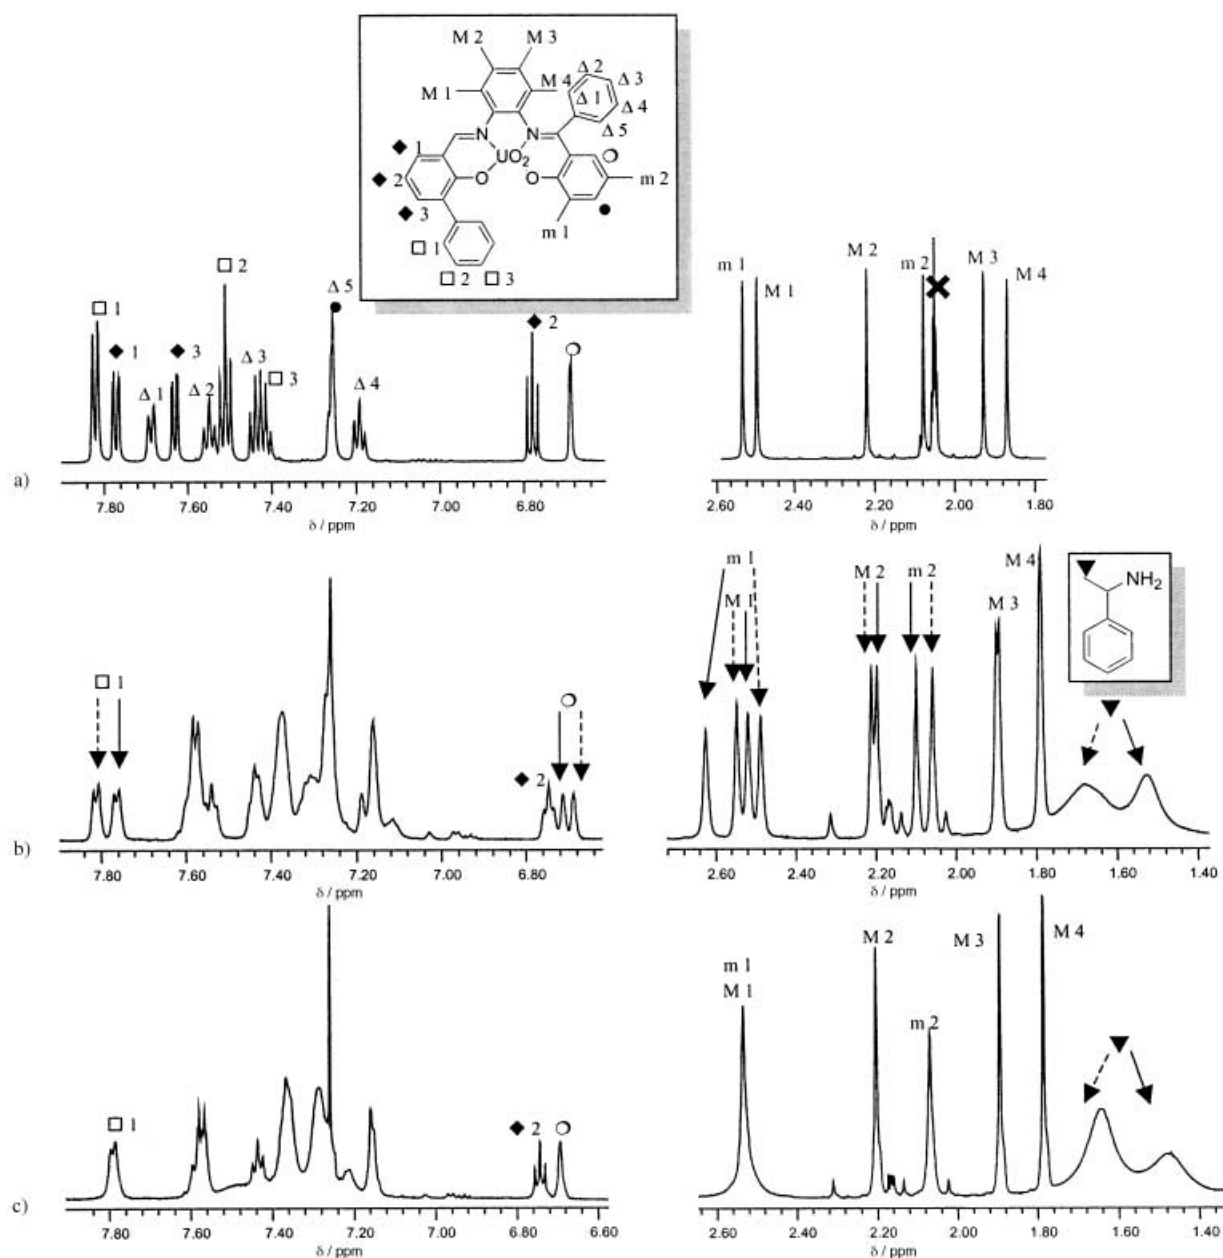 M 2 M 3
M 1 M 4 Δ 2 Δ 3
Δ 1 Δ 4
Δ 5
N N
◆ 1 UO2 ❍
◆ 2 O O m 2
◆ 3 m 1 ●
□ 1
□ 2 □ 3
□ 1 ◆ 1 ◆ 3 Δ 1 Δ 2 □ 2 Δ 3 □ 3 Δ 5 ● Δ 4 ◆ 2 ❍
m 1 M 1 M 2 m 2 ✖ M 3 M 4
a)
7.80 7.60 7.40 7.20 7.00 6.80
δ / ppm
2.60 2.40 2.20 2.00 1.80
δ / ppm
□ 1 ◆ 2 ❍
m 1 M 1 M 2 m 2 M 3 M 4 ▼
▼ NH2
b)
7.80 7.60 7.40 7.20 7.00 6.80
δ / ppm
2.60 2.40 2.20 2.00 1.80 1.60 1.40
δ / ppm
□ 1 ◆ 2 ❍
m 1
M 1
M 2 m 2 M 3 M 4 ▼
c)
7.80 7.60 7.40 7.20 7.00 6.80 6.60
δ / ppm
2.60 2.40 2.20 2.00 1.80 1.60 1.40
δ / ppm